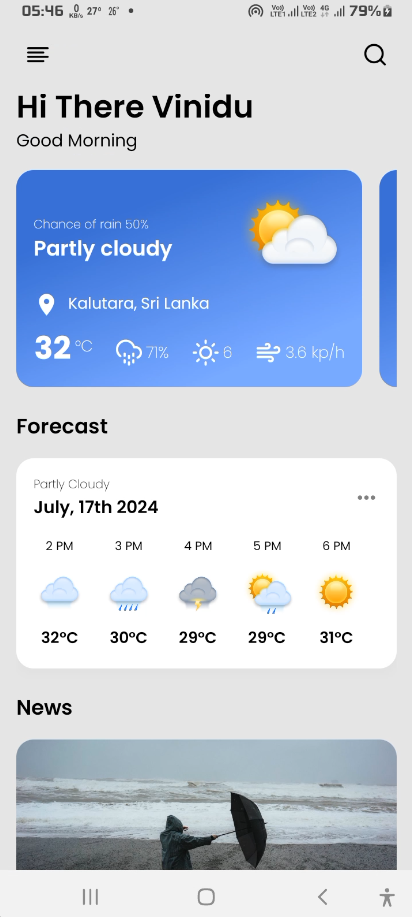 05:46 0 KB/s 27° 26° • Vo)) LTE1 Vo)) LTE2 4G 79%
Hi There Vinidu
Good Morning
Chance of rain 50%
Partly cloudy
Kalutara, Sri Lanka
32 °C 71% 6 3.6 kp/h
Forecast
Partly Cloudy
July, 17th 2024
2 PM 3 PM 4 PM 5 PM 6 PM
32°C 30°C 29°C 29°C 31°C
News